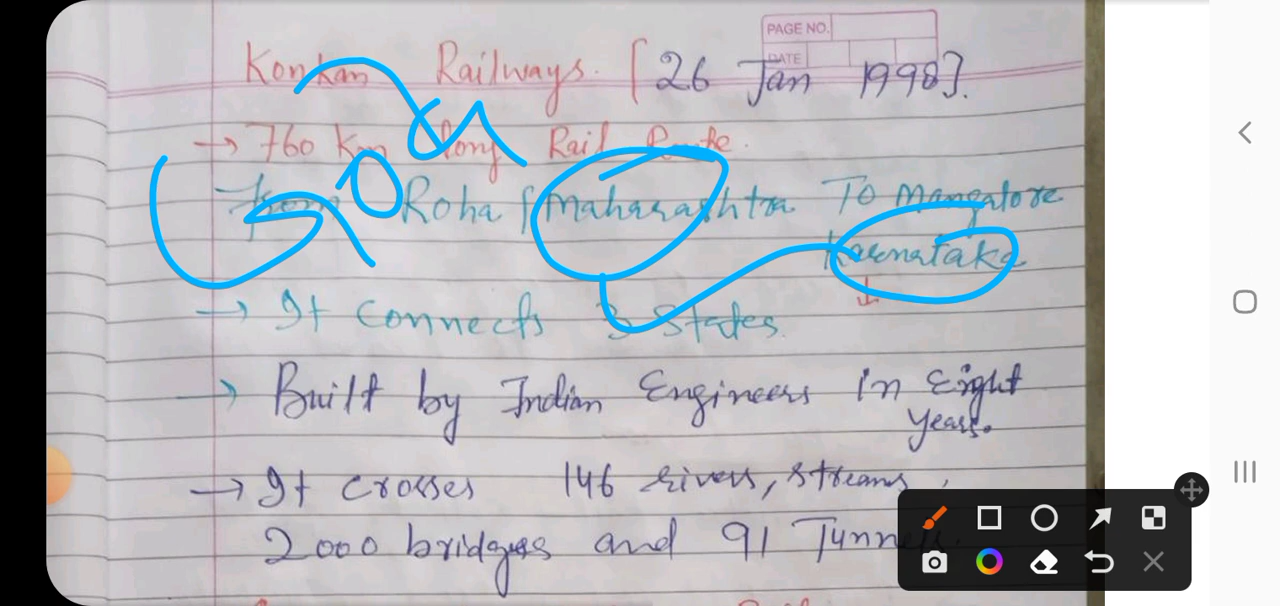 PAGE NO.
DATE
Konkan Railways. [26 Jan 1998].
→ 760 Km long Rail Route.
→ from Roha Maharashtra To Mangalore
Karnataka
→ It connects 3 States.
→ Built by Indian Engineers in Eight
Years.
→ It crosses 146 rivers, streams,
2000 bridges and 91 Tunnels.